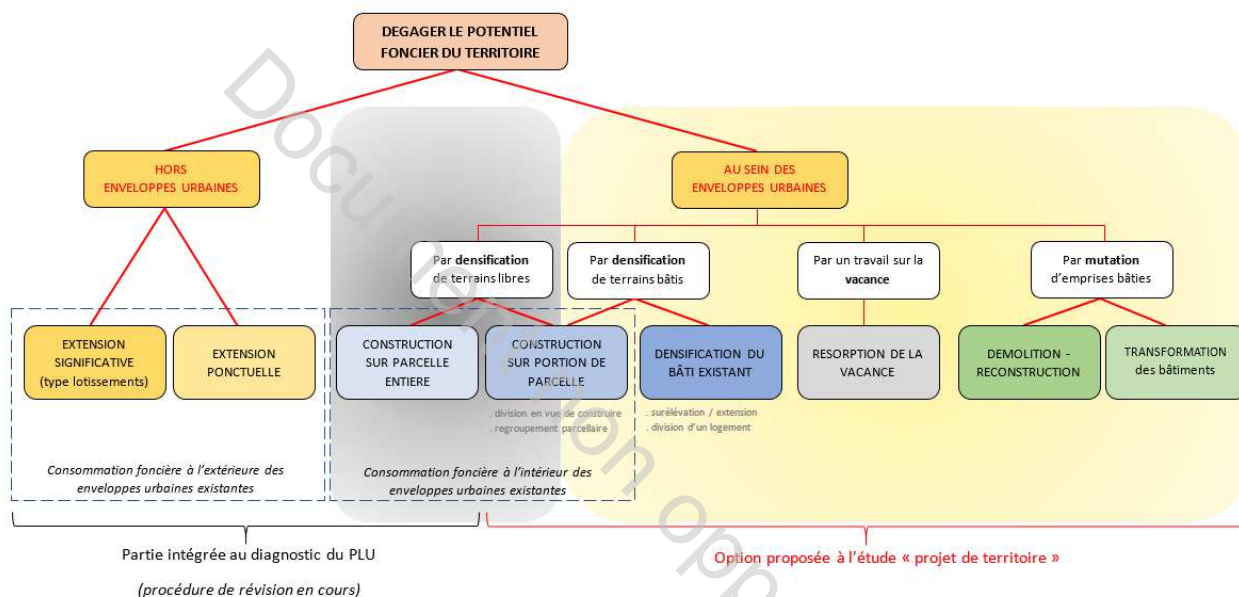 DEGAGER LE POTENTIEL
FONCIER DU TERRITOIRE
HORS
ENVELOPPES URBAINES
AU SEIN DES
ENVELOPPES URBAINES
Par densification
de terrains libres
Par densification
de terrains bâtis
Par un travail sur la
vacance
Par mutation
d'emprises bâties
EXTENSION
SIGNIFICATIVE
(type lotissements)
EXTENSION
PONCTUELLE
CONSTRUCTION
SUR PARCELLE
ENTIERE
CONSTRUCTION
SUR PORTION DE
PARCELLE
DENSIFICATION DU
BÂTI EXISTANT
RESORPTION DE LA
VACANCE
DEMOLITION -
RECONSTRUCTION
TRANSFORMATION
des bâtiments
. division en vue de construire
. regroupement parcellaire
. surélévation / extension
. division d'un logement
Consommation foncière à l'extérieure des
enveloppes urbaines existantes
Consommation foncière à l'intérieur des
enveloppes urbaines existantes
Partie intégrée au diagnostic du PLU
(procédure de révision en cours)
Option proposée à l'étude « projet de territoire »
Document non opp